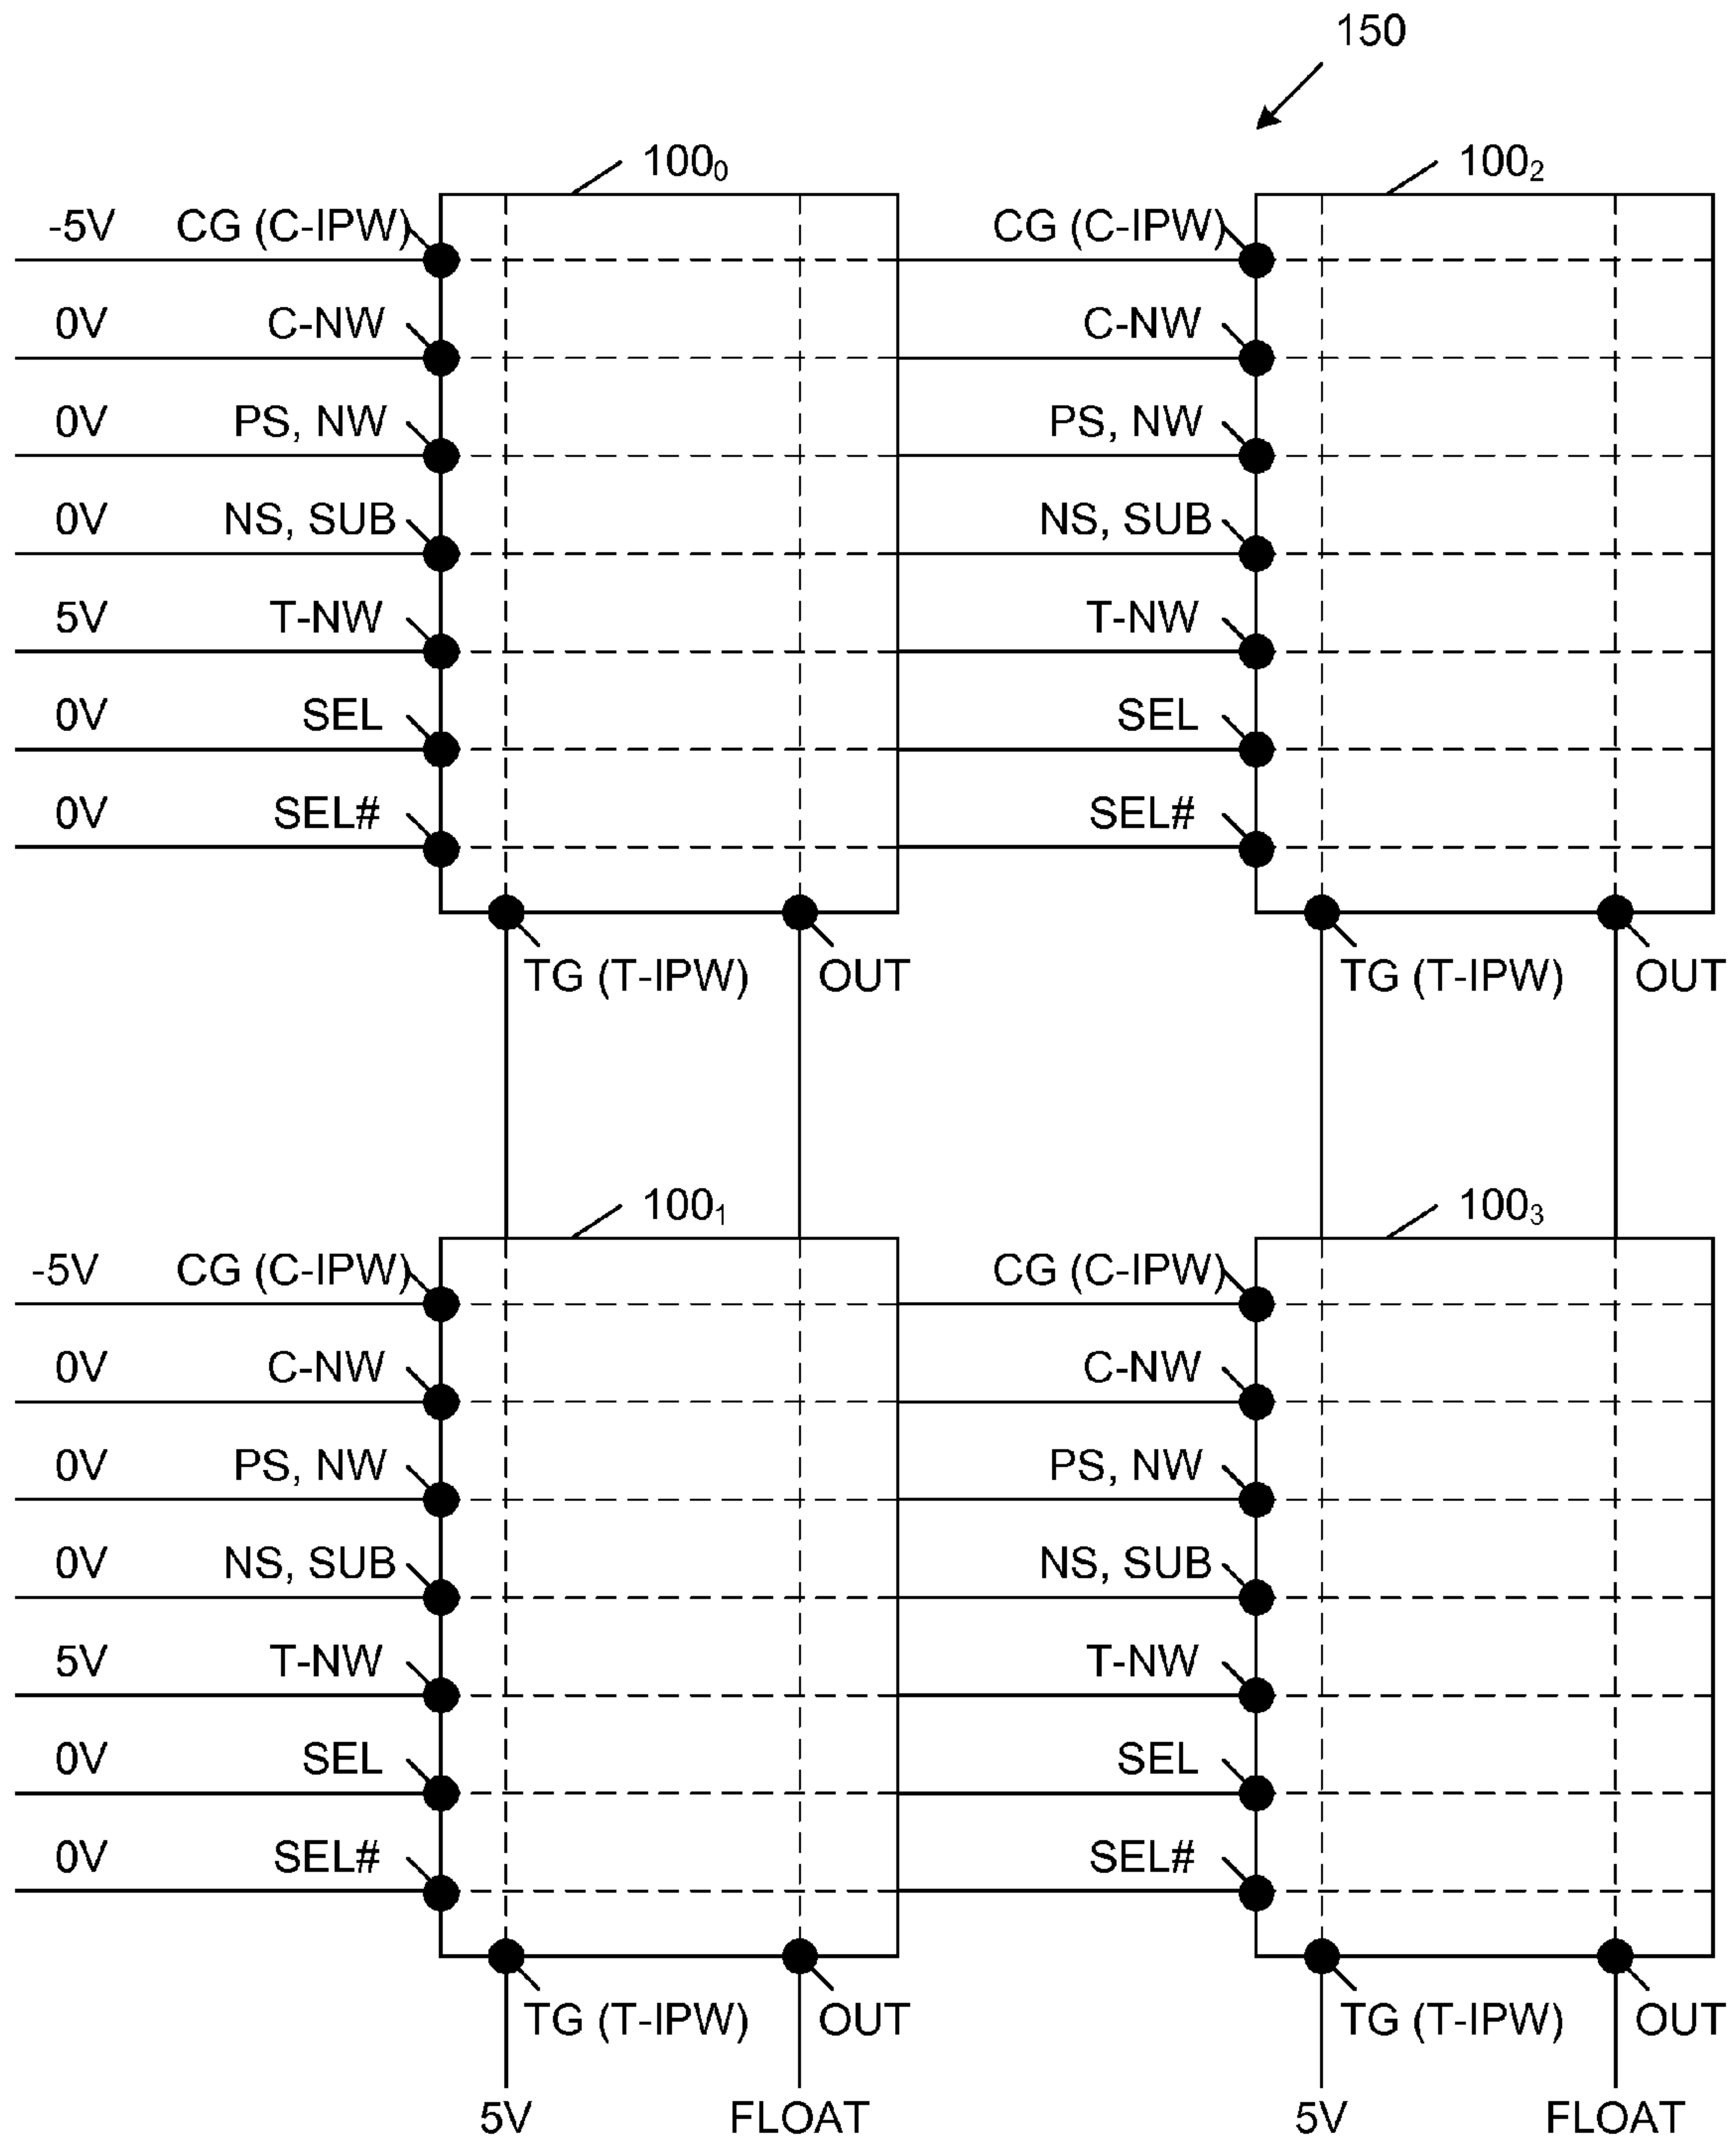 150
100₀ 100₂
-5V CG (C-IPW) CG (C-IPW)
0V C-NW C-NW
0V PS, NW PS, NW
0V NS, SUB NS, SUB
5V T-NW T-NW
0V SEL SEL
0V SEL# SEL#
TG (T-IPW) OUT TG (T-IPW) OUT
100₁ 100₃
-5V CG (C-IPW) CG (C-IPW)
0V C-NW C-NW
0V PS, NW PS, NW
0V NS, SUB NS, SUB
5V T-NW T-NW
0V SEL SEL
0V SEL# SEL#
TG (T-IPW) OUT TG (T-IPW) OUT
5V FLOAT 5V FLOAT